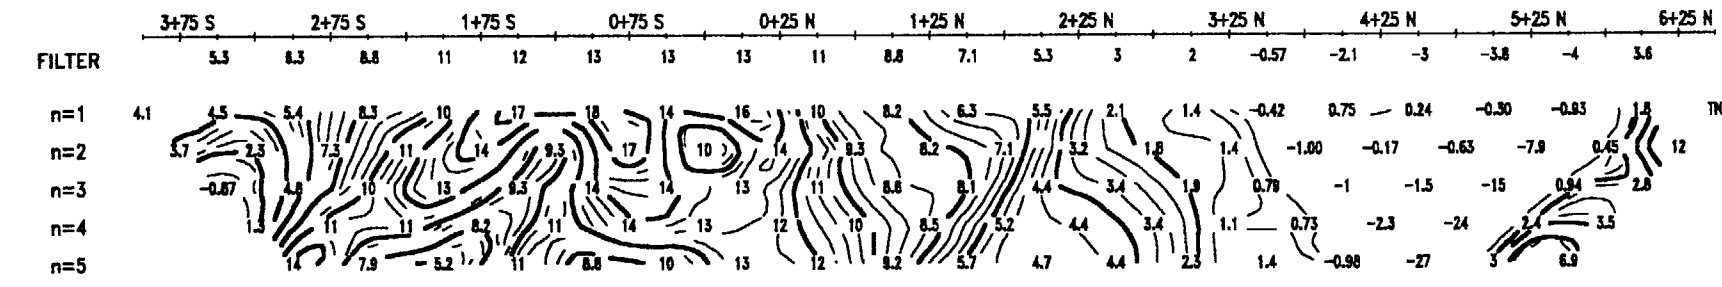 3+75 S 2+75 S 1+75 S 0+75 S 0+25 N 1+25 N 2+25 N 3+25 N 4+25 N 5+25 N 6+25 N
FILTER 5.3 8.3 8.8 11 12 13 13 13 11 8.8 7.1 5.3 3 2 -0.57 -2.1 -3 -3.8 -4 3.6
n=1 4.1 4.5 5.4 8.3 10 17 18 14 16 10 8.2 6.3 5.5 2.1 1.4 -0.42 0.75 0.24 -0.30 -0.93 1.8
n=2 3.7 2.3 7.3 11 14 9.3 17 10 14 9.3 8.2 7.1 3.2 1.8 1.4 -1.00 -0.17 -0.63 -7.9 0.45 12
n=3 -0.87 4.8 10 13 9.3 14 14 13 11 8.8 8.1 4.4 3.4 1.9 0.79 -1 -1.5 -15 0.94 2.8
n=4 1.3 11 11 8.2 11 14 13 12 10 8.5 5.2 4.4 3.4 1.1 0.73 -2.3 -24 2.4 3.5
n=5 14 7.9 5.2 11 8.8 10 13 12 9.2 5.7 4.7 4.4 2.3 1.4 -0.98 -27 3 6.9